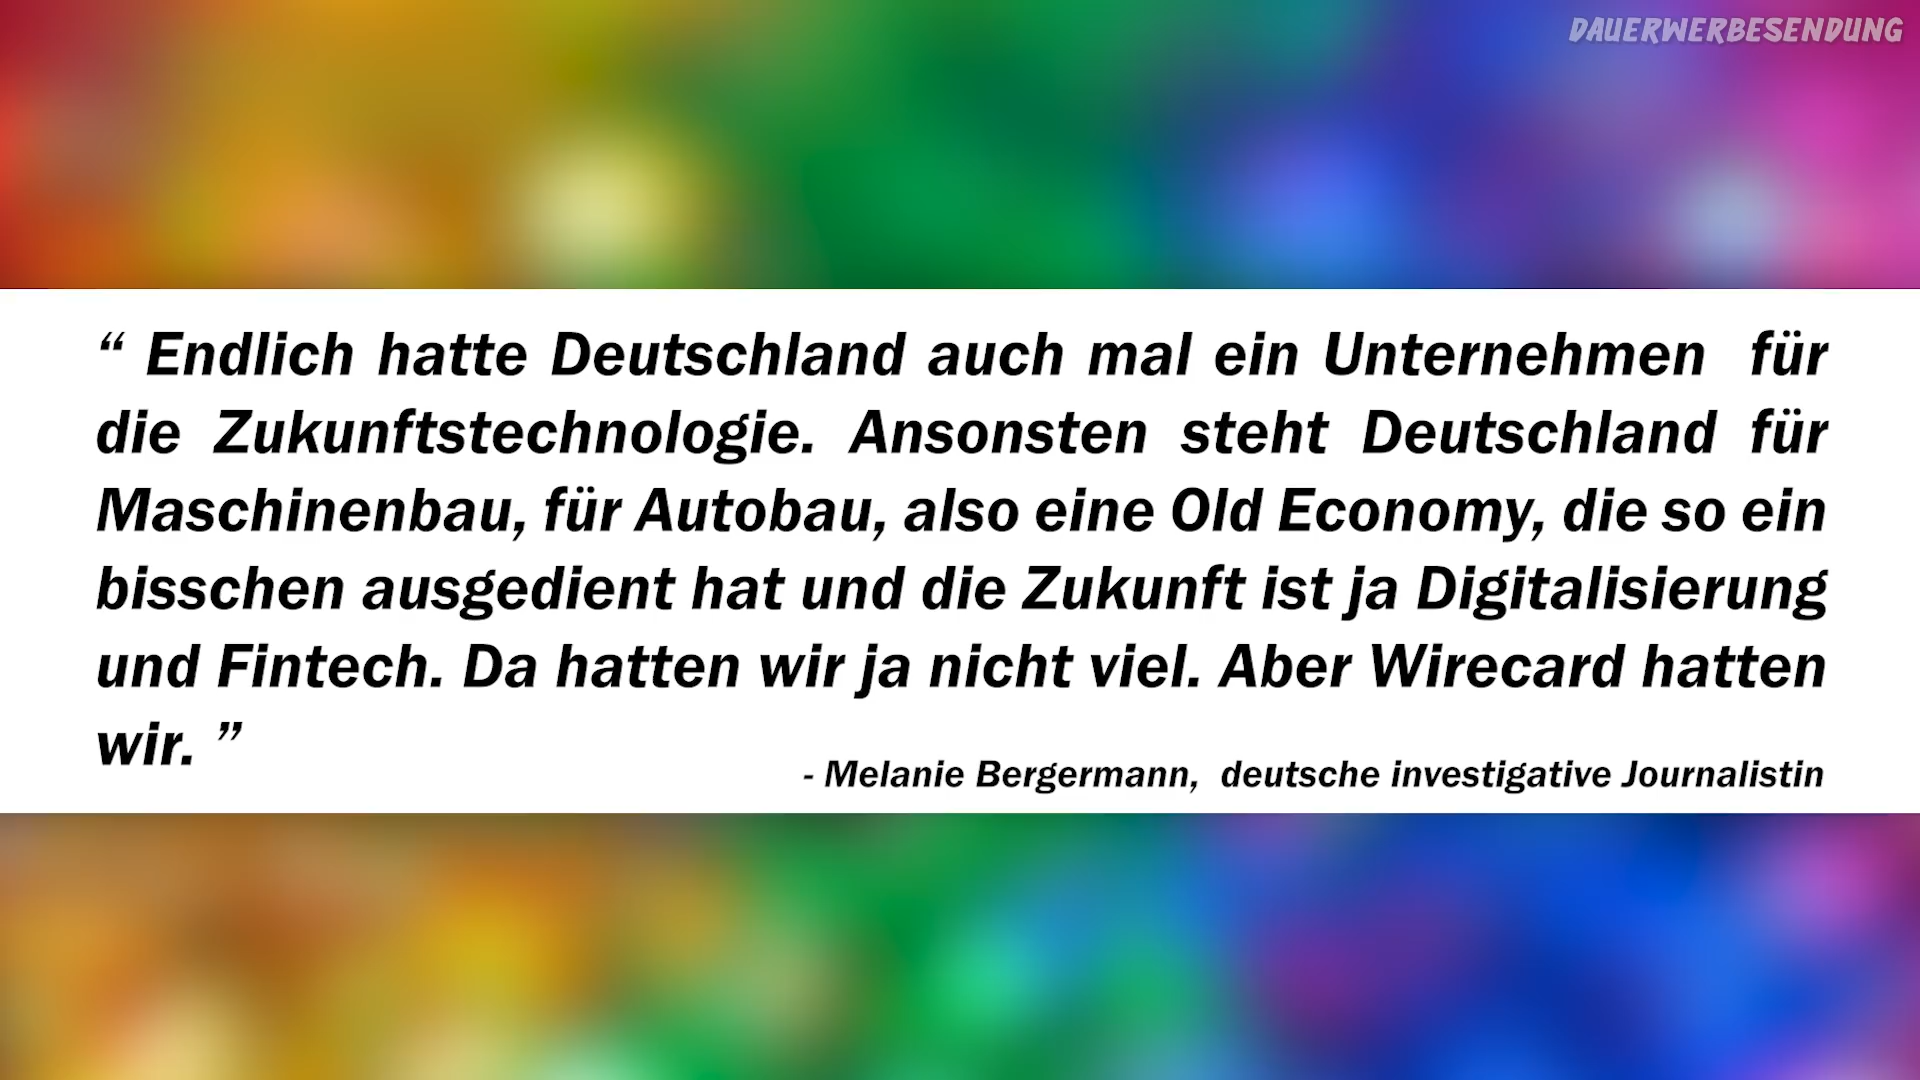 DAUERWERBESENDUNG
“ Endlich hatte Deutschland auch mal ein Unternehmen für
die Zukunftstechnologie. Ansonsten steht Deutschland für
Maschinenbau, für Autobau, also eine Old Economy, die so ein
bisschen ausgedient hat und die Zukunft ist ja Digitalisierung
und Fintech. Da hatten wir ja nicht viel. Aber Wirecard hatten
wir. ”
- Melanie Bergermann, deutsche investigative Journalistin